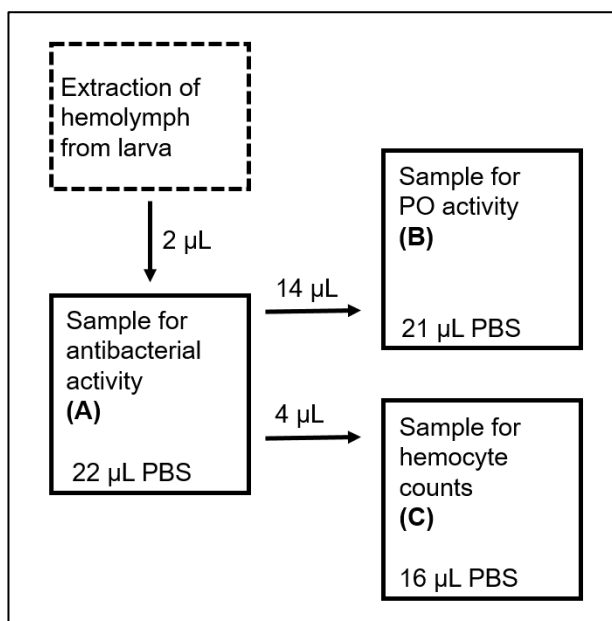 Extraction of
hemolymph
from larva
2 µL
Sample for
antibacterial
activity
(A)
22 µL PBS
14 µL
4 µL
Sample for
PO activity
(B)
21 µL PBS
Sample for
hemocyte
counts
(C)
16 µL PBS